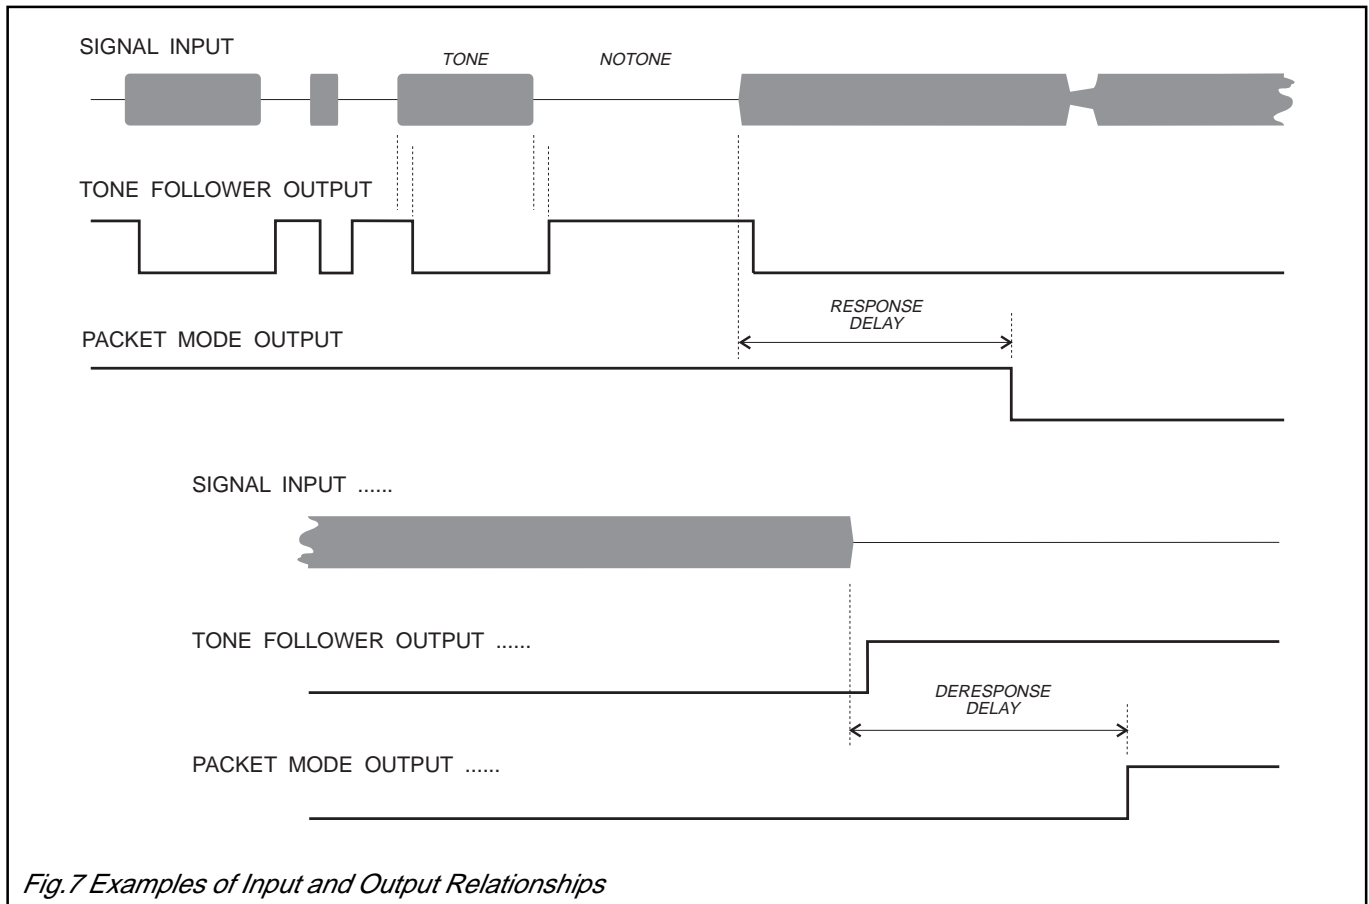 SIGNAL INPUT
TONE
NOTONE
TONE FOLLOWER OUTPUT
RESPONSE
DELAY
PACKET MODE OUTPUT
SIGNAL INPUT ......
TONE FOLLOWER OUTPUT ......
DERESPONSE
DELAY
PACKET MODE OUTPUT ......
Fig.7 Examples of Input and Output Relationships